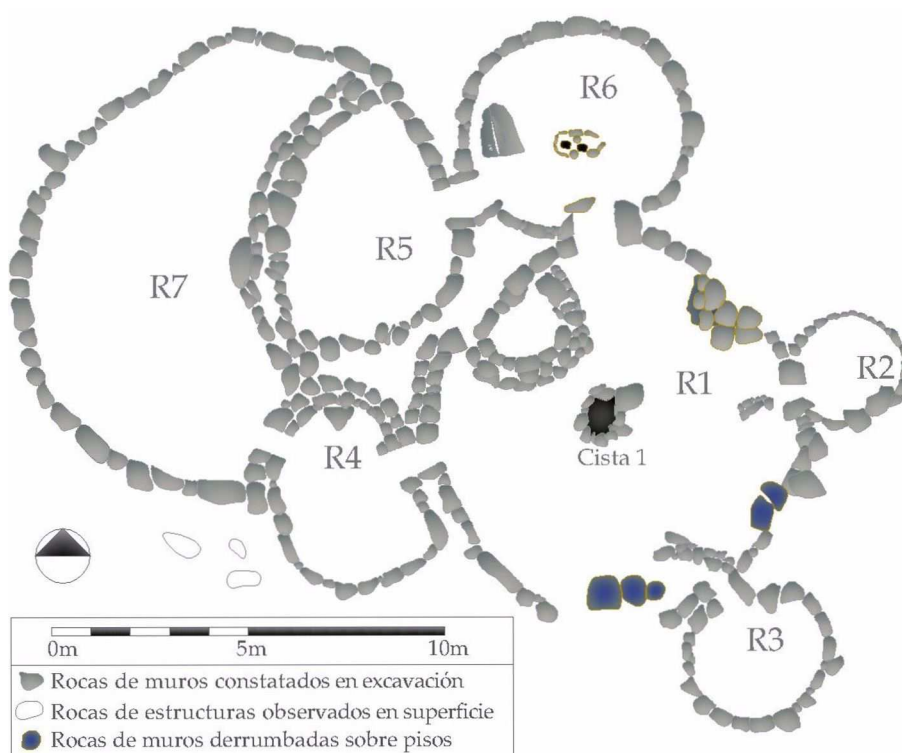 R6
R5
R7
R1
R2
R4
Cista 1
R3
0m 5m 10m
Rocas de muros constatados en excavación
Rocas de estructuras observados en superficie
Rocas de muros derrumbadas sobre pisos